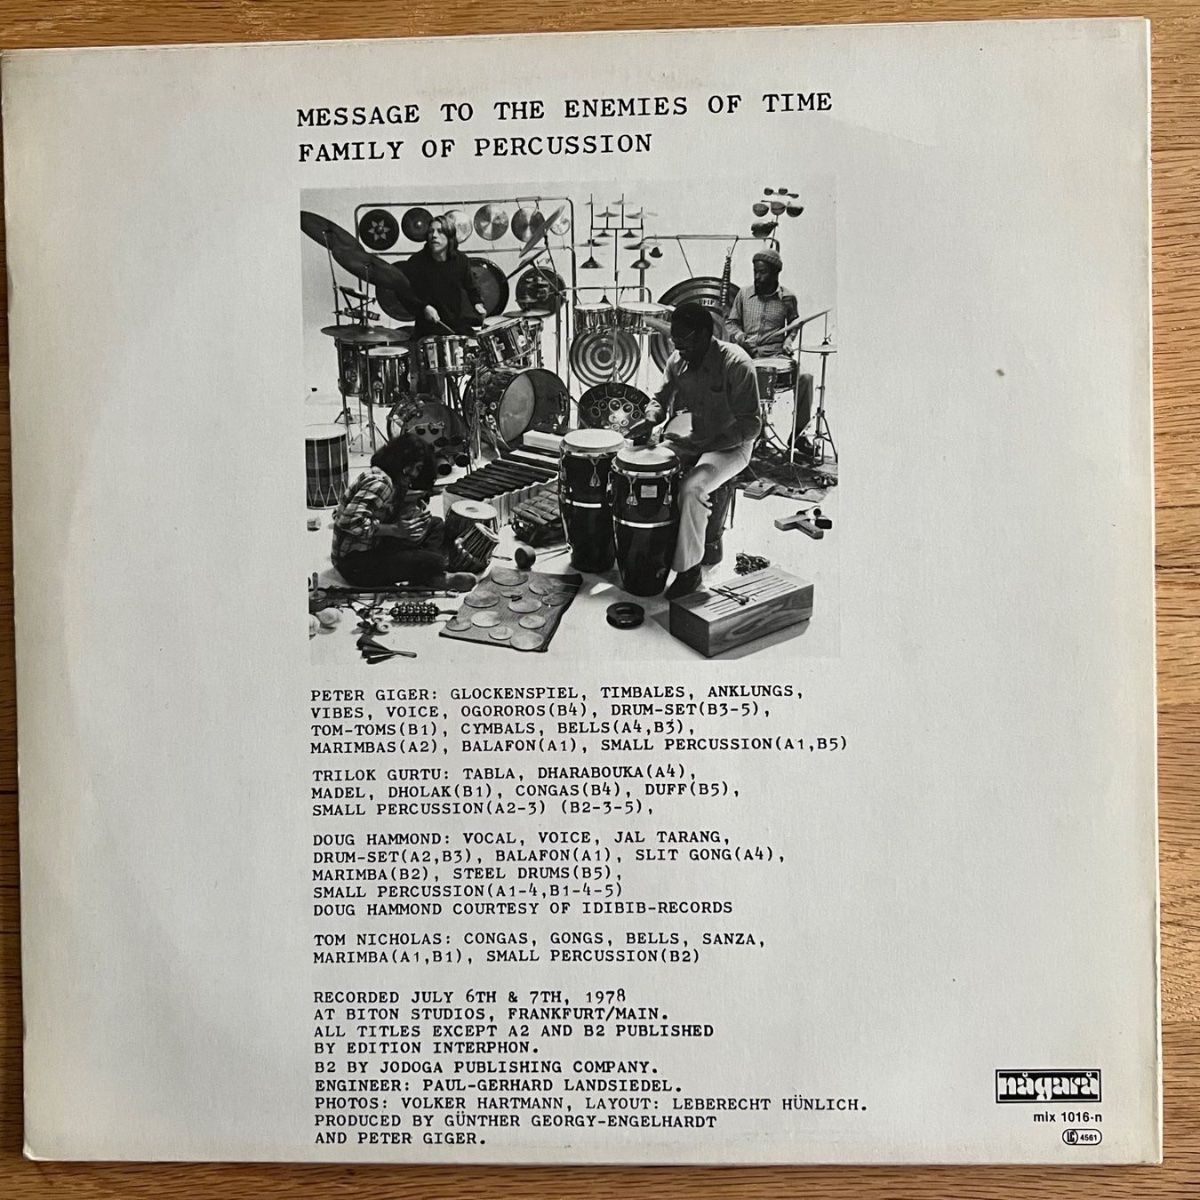 MESSAGE TO THE ENEMIES OF TIME
FAMILY OF PERCUSSION
PETER GIGER: GLOCKENSPIEL, TIMBALES, ANKLUNGS,
VIBES, VOICE, OGOROROS(B4), DRUM-SET(B3-5),
TOM-TOMS(B1), CYMBALS, BELLS(A4,B3),
MARIMBAS(A2), BALAFON(A1), SMALL PERCUSSION(A1,B5)
TRILOK GURTU: TABLA, DHARABOUKA(A4),
MADEL, DHOLAK(B1), CONGAS(B4), DUFF(B5),
SMALL PERCUSSION(A2-3) (B2-3-5),
DOUG HAMMOND: VOCAL, VOICE, JAL TARANG,
DRUM-SET(A2,B3), BALAFON(A1), SLIT GONG(A4),
MARIMBA(B2), STEEL DRUMS(B5),
SMALL PERCUSSION(A1-4,B1-4-5)
DOUG HAMMOND COURTESY OF IDIBIB-RECORDS
TOM NICHOLAS: CONGAS, GONGS, BELLS, SANZA,
MARIMBA(A1,B1), SMALL PERCUSSION(B2)
RECORDED JULY 6TH & 7TH, 1978
AT BITON STUDIOS, FRANKFURT/MAIN.
ALL TITLES EXCEPT A2 AND B2 PUBLISHED
BY EDITION INTERPHON.
B2 BY JODOGA PUBLISHING COMPANY.
ENGINEER: PAUL-GERHARD LANDSIEDEL.
PHOTOS: VOLKER HARTMANN, LAYOUT: LEBERECHT HÜNLICH.
PRODUCED BY GÜNTHER GEORGY-ENGELHARDT
AND PETER GIGER.
någarå
mix 1016-n
LC 4561